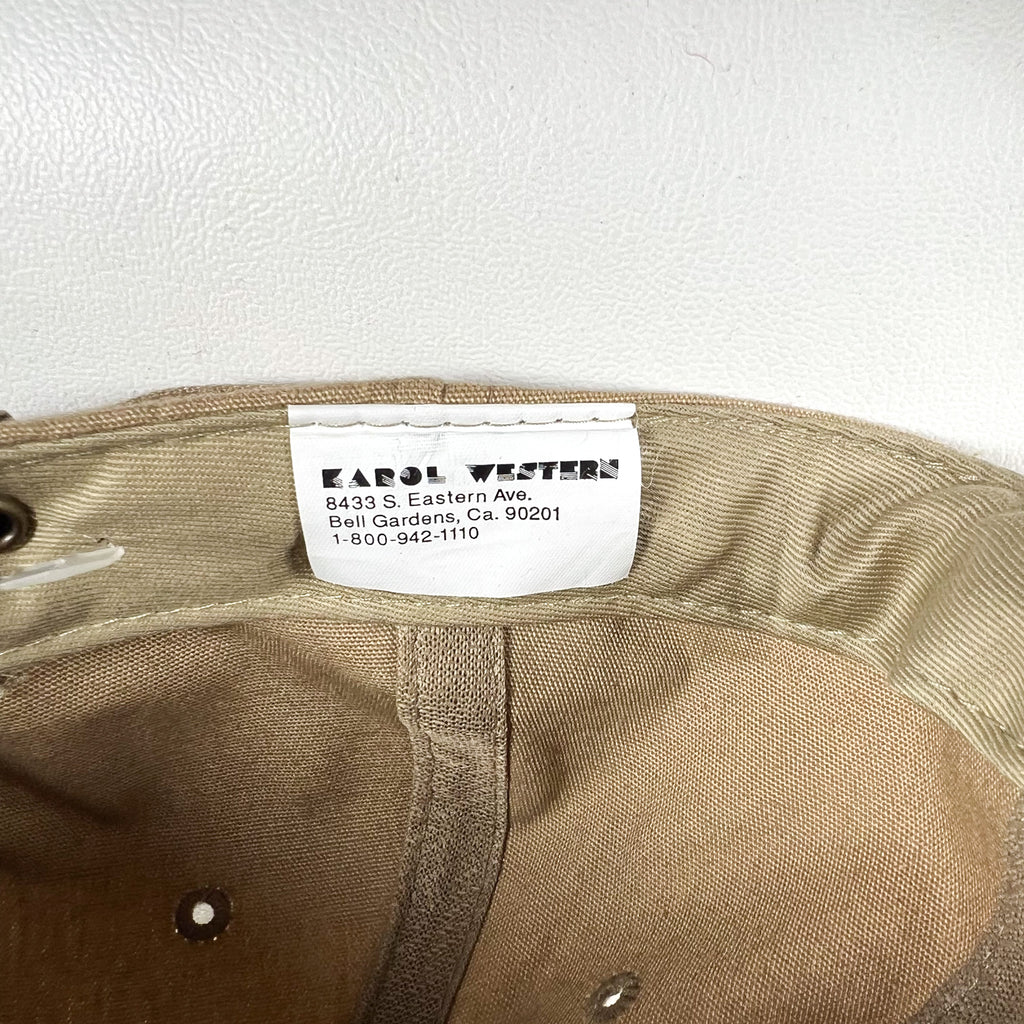 KAROL WESTERN
8433 S. Eastern Ave.
Bell Gardens, Ca. 90201
1-800-942-1110